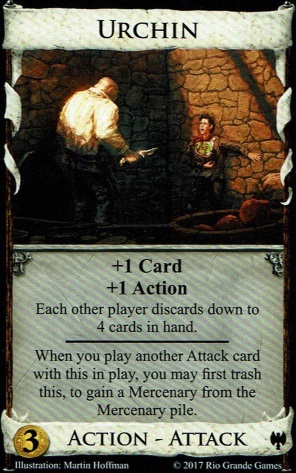 URCHIN
+1 Card
+1 Action
Each other player discards down to
4 cards in hand.
When you play another Attack card
with this in play, you may first trash
this, to gain a Mercenary from the
Mercenary pile.
3 ACTION - ATTACK
Illustration: Martin Hoffman © 2017 Rio Grande Games